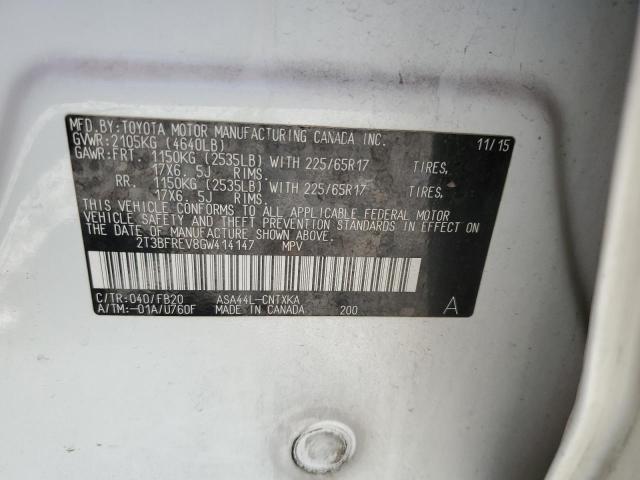 MFD.BY:TOYOTA MOTOR MANUFACTURING CANADA INC. 11/15
GVWR:2105KG (4640LB)
GAWR:FRT. 1150KG (2535LB) WITH 225/65R17 TIRES,
17X6. 5J RIMS.
RR. 1150KG (2535LB) WITH 225/65R17 TIRES,
17X6. 5J RIMS.
THIS VEHICLE CONFORMS TO ALL APPLICABLE FEDERAL MOTOR
VEHICLE SAFETY AND THEFT PREVENTION STANDARDS IN EFFECT ON
THE DATE OF MANUFACTURE SHOWN ABOVE.
2T3BFREV8GW414147 MPV
C/TR:040/FB20 ASA44L-CNTXKA
A/TM:-01A/U760F MADE IN CANADA 200 A